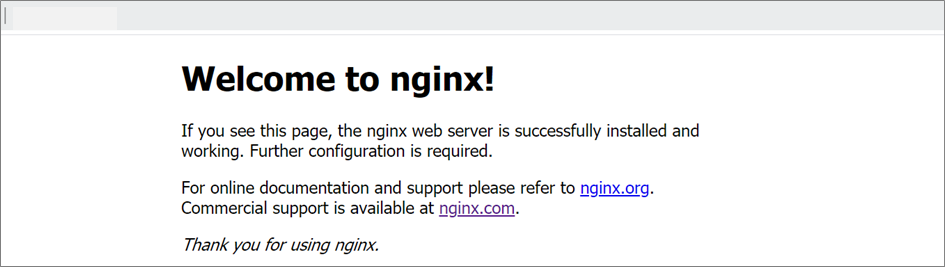 Welcome to nginx!
If you see this page, the nginx web server is successfully installed and
working. Further configuration is required.
For online documentation and support please refer to nginx.org.
Commercial support is available at nginx.com.
Thank you for using nginx.